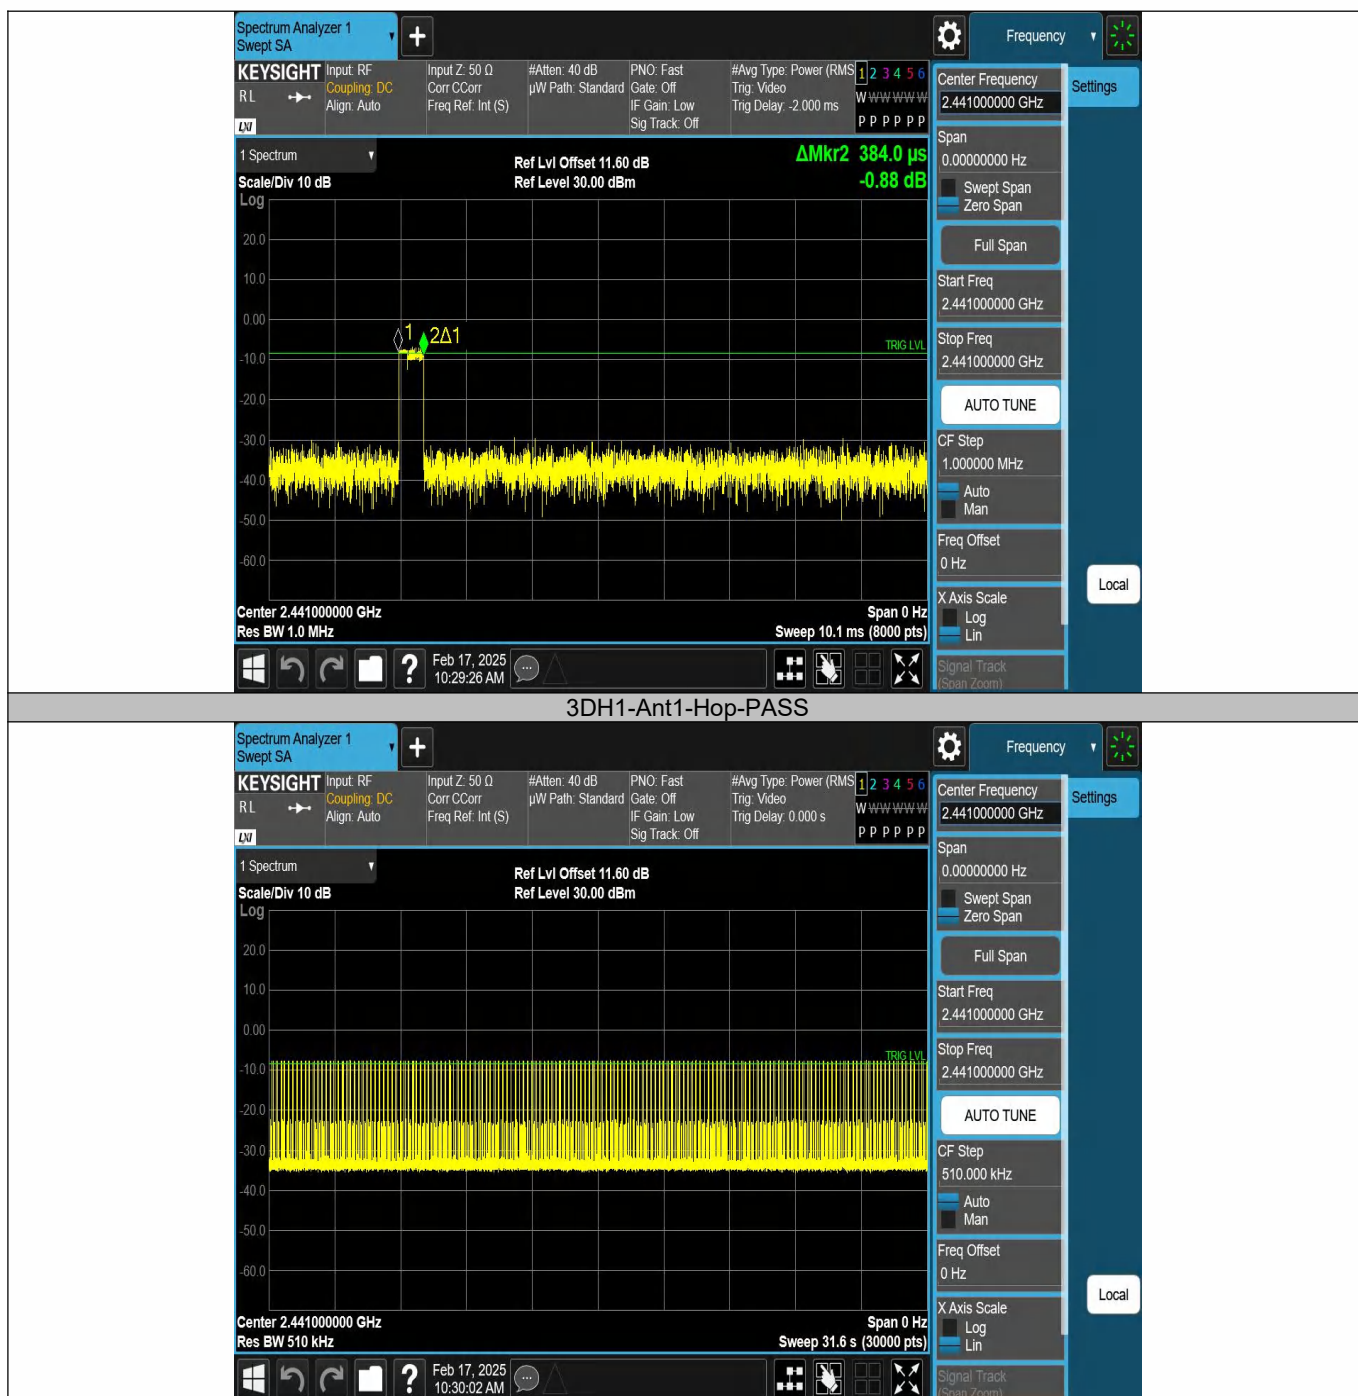 Spectrum Analyzer 1
Swept SA
+
Frequency
KEYSIGHT
RL
LXI
Input: RF
Coupling: DC
Align: Auto
Input Z: 50 Ω
Corr CCorr
Freq Ref: Int (S)
#Atten: 40 dB
µW Path: Standard
PNO: Fast
Gate: Off
IF Gain: Low
Sig Track: Off
#Avg Type: Power (RMS
Trig: Video
Trig Delay: -2.000 ms
1 2 3 4 5 6
W W W W W W
P P P P P P
Center Frequency
2.441000000 GHz
Settings
Span
0.00000000 Hz
Swept Span
Zero Span
Full Span
Start Freq
2.441000000 GHz
Stop Freq
2.441000000 GHz
AUTO TUNE
CF Step
1.000000 MHz
Auto
Man
Freq Offset
0 Hz
X Axis Scale
Log
Lin
Signal Track
(Span Zoom)
Local
1 Spectrum
Scale/Div 10 dB
Log
Ref Lvl Offset 11.60 dB
Ref Level 30.00 dBm
ΔMkr2 384.0 µs
-0.88 dB
20.0
10.0
0.00
1
2Δ1
TRIG LVL
-10.0
-20.0
-30.0
-40.0
-50.0
-60.0
Center 2.441000000 GHz
Span 0 Hz
Res BW 1.0 MHz
Sweep 10.1 ms (8000 pts)
?
Feb 17, 2025
10:29:26 AM
3DH1-Ant1-Hop-PASS
Spectrum Analyzer 1
Swept SA
+
Frequency
KEYSIGHT
RL
LXI
Input: RF
Coupling: DC
Align: Auto
Input Z: 50 Ω
Corr CCorr
Freq Ref: Int (S)
#Atten: 40 dB
µW Path: Standard
PNO: Fast
Gate: Off
IF Gain: Low
Sig Track: Off
#Avg Type: Power (RMS
Trig: Video
Trig Delay: 0.000 s
1 2 3 4 5 6
W W W W W W
P P P P P P
Center Frequency
2.441000000 GHz
Settings
Span
0.00000000 Hz
Swept Span
Zero Span
Full Span
Start Freq
2.441000000 GHz
Stop Freq
2.441000000 GHz
AUTO TUNE
CF Step
510.000 kHz
Auto
Man
Freq Offset
0 Hz
X Axis Scale
Log
Lin
Signal Track
(Span Zoom)
Local
1 Spectrum
Scale/Div 10 dB
Log
Ref Lvl Offset 11.60 dB
Ref Level 30.00 dBm
20.0
10.0
0.00
TRIG LVL
-10.0
-20.0
-30.0
-40.0
-50.0
-60.0
Center 2.441000000 GHz
Span 0 Hz
Res BW 510 kHz
Sweep 31.6 s (30000 pts)
?
Feb 17, 2025
10:30:02 AM